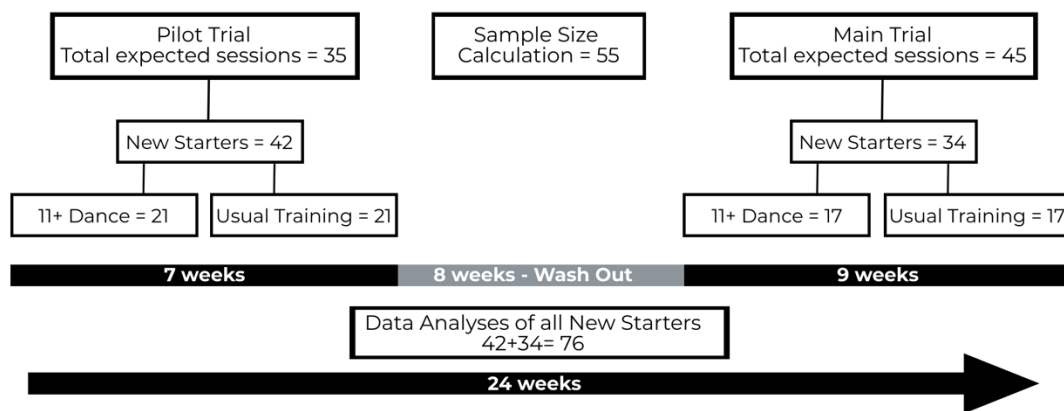 Pilot Trial
Total expected sessions = 35
Sample Size
Calculation = 55
Main Trial
Total expected sessions = 45
New Starters = 42
New Starters = 34
11+ Dance = 21
Usual Training = 21
11+ Dance = 17
Usual Training = 17
7 weeks
8 weeks - Wash Out
9 weeks
Data Analyses of all New Starters
42+34= 76
24 weeks